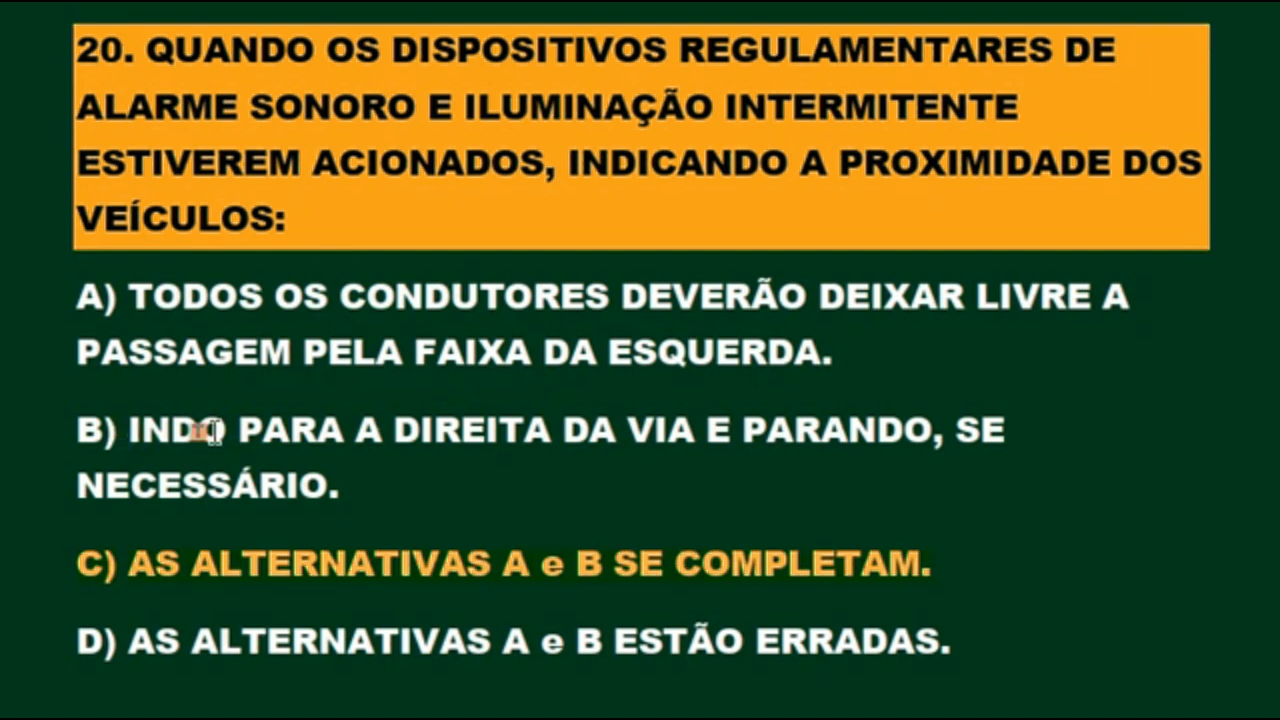 20. QUANDO OS DISPOSITIVOS REGULAMENTARES DE
ALARME SONORO E ILUMINAÇÃO INTERMITENTE
ESTIVEREM ACIONADOS, INDICANDO A PROXIMIDADE DOS
VEÍCULOS:
A) TODOS OS CONDUTORES DEVERÃO DEIXAR LIVRE A
PASSAGEM PELA FAIXA DA ESQUERDA.
B) INDO PARA A DIREITA DA VIA E PARANDO, SE
NECESSÁRIO.
C) AS ALTERNATIVAS A e B SE COMPLETAM.
D) AS ALTERNATIVAS A e B ESTÃO ERRADAS.